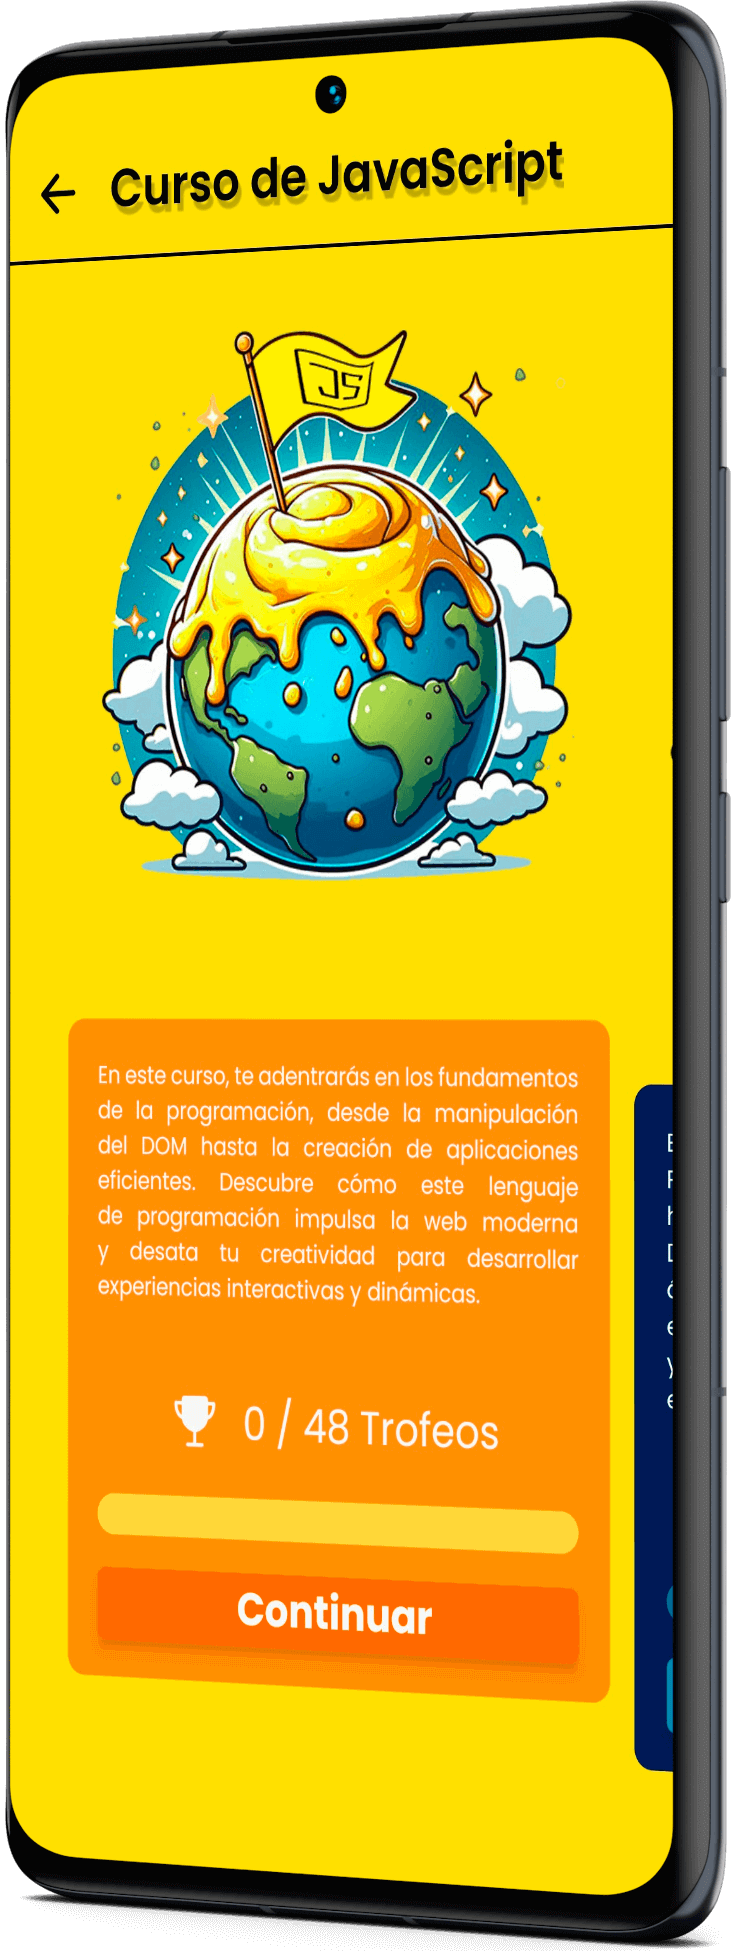 Curso de JavaScript
JS
En este curso, te adentrarás en los fundamentos
de la programación, desde la manipulación
del DOM hasta la creación de aplicaciones
eficientes. Descubre cómo este lenguaje
de programación impulsa la web moderna
y desata tu creatividad para desarrollar
experiencias interactivas y dinámicas.
0 / 48 Trofeos
Continuar